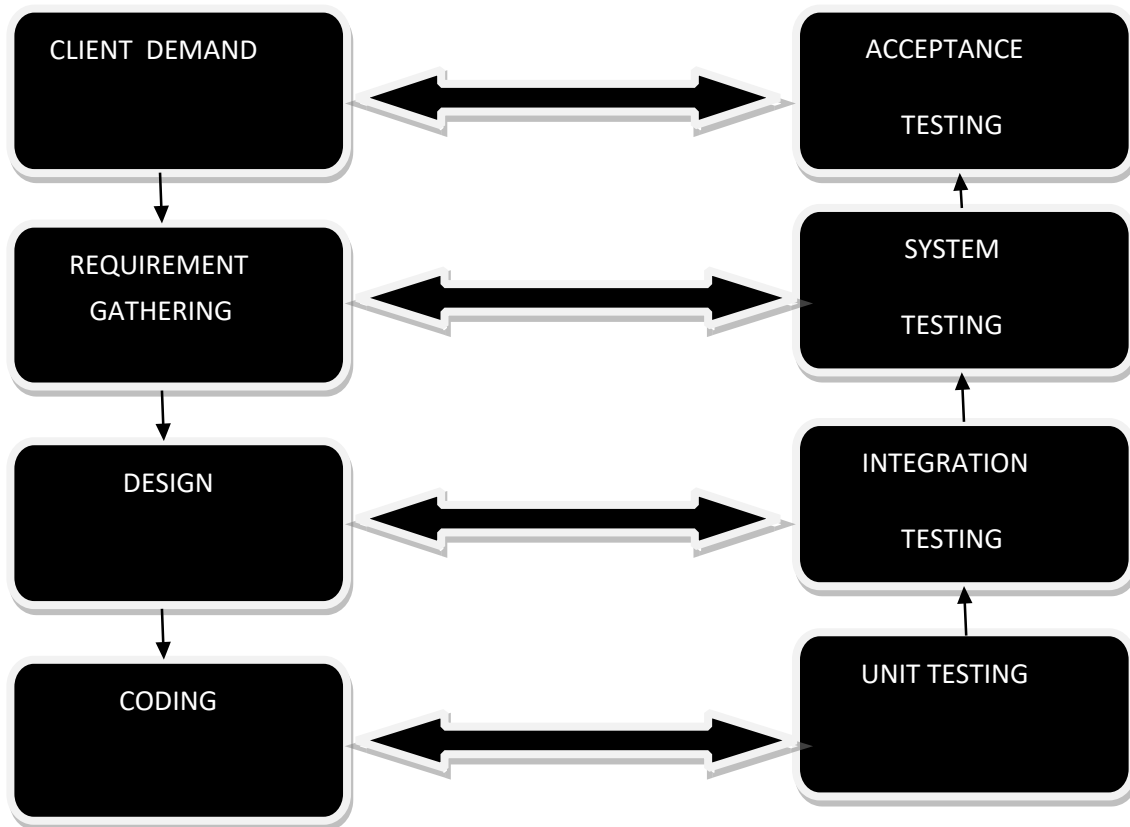 CLIENT DEMAND
ACCEPTANCE
TESTING
REQUIREMENT
GATHERING
SYSTEM
TESTING
DESIGN
INTEGRATION
TESTING
CODING
UNIT TESTING